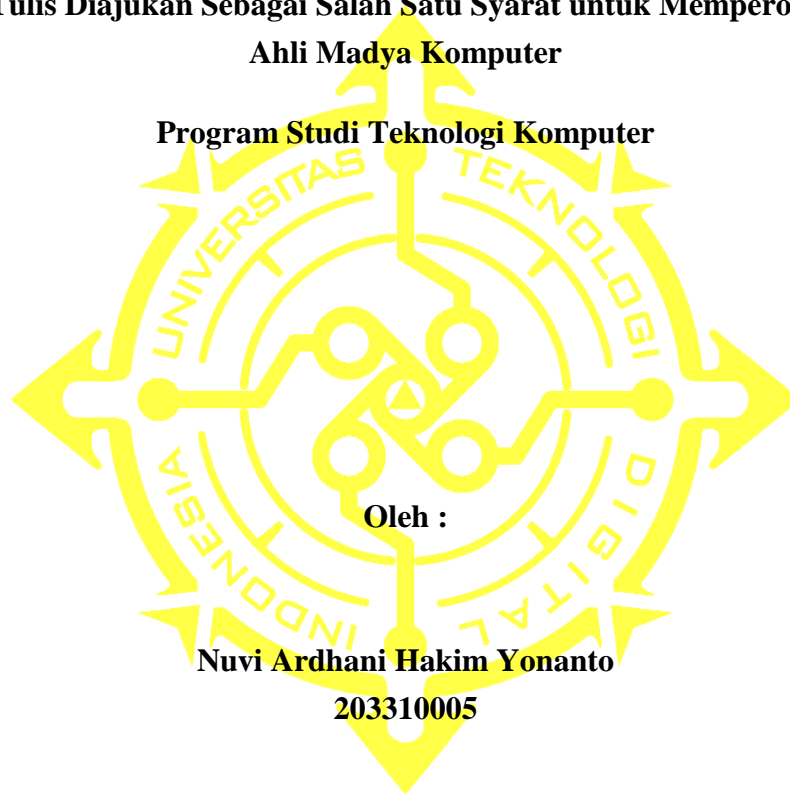 Tulis Diajukan Sebagai Salah Satu Syarat untuk Mempero
Ahli Madya Komputer
Program Studi Teknologi Komputer
UNIVERSITAS TEKNOLOGI DIGITAL INDONESIA
Oleh :
Nuvi Ardhani Hakim Yonanto
203310005